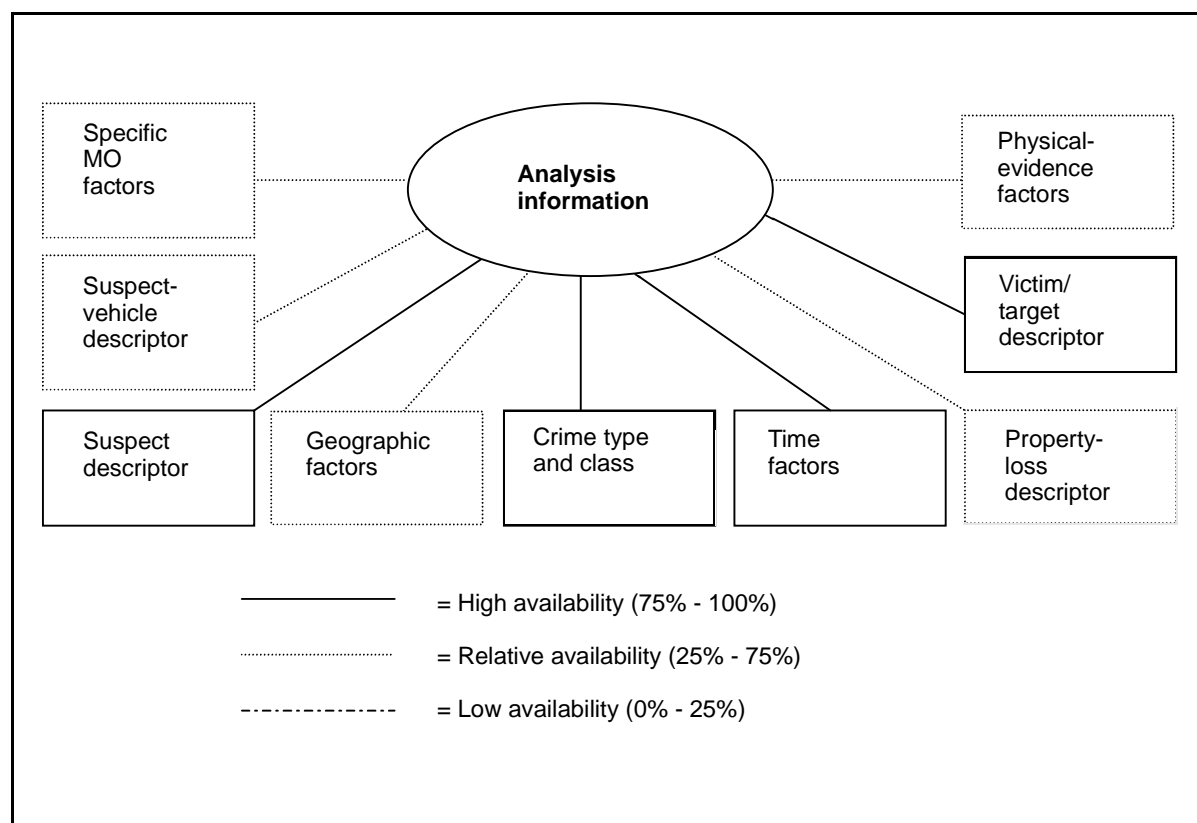 Specific
MO
factors
Analysis
information
Physical-
evidence
factors
Suspect-
vehicle
descriptor
Victim/
target
descriptor
Suspect
descriptor
Geographic
factors
Crime type
and class
Time
factors
Property-
loss
descriptor
= High availability (75% - 100%)
= Relative availability (25% - 75%)
= Low availability (0% - 25%)